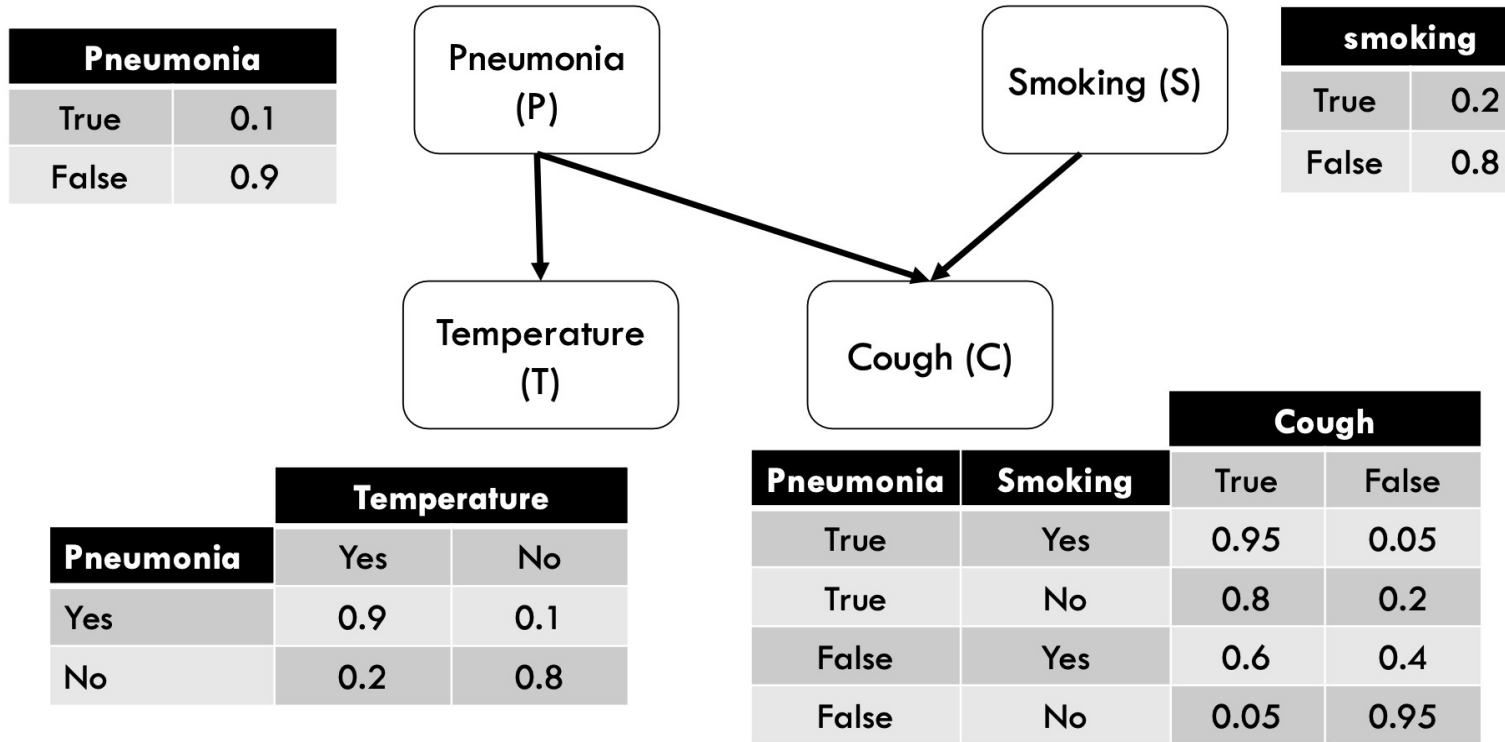 Pneumonia
True 0.1
False 0.9
Pneumonia
(P)
Smoking (S)
smoking
True 0.2
False 0.8
Temperature
(T)
Cough (C)
Temperature
Pneumonia Yes No
Yes 0.9 0.1
No 0.2 0.8
Cough
Pneumonia Smoking True False
True Yes 0.95 0.05
True No 0.8 0.2
False Yes 0.6 0.4
False No 0.05 0.95